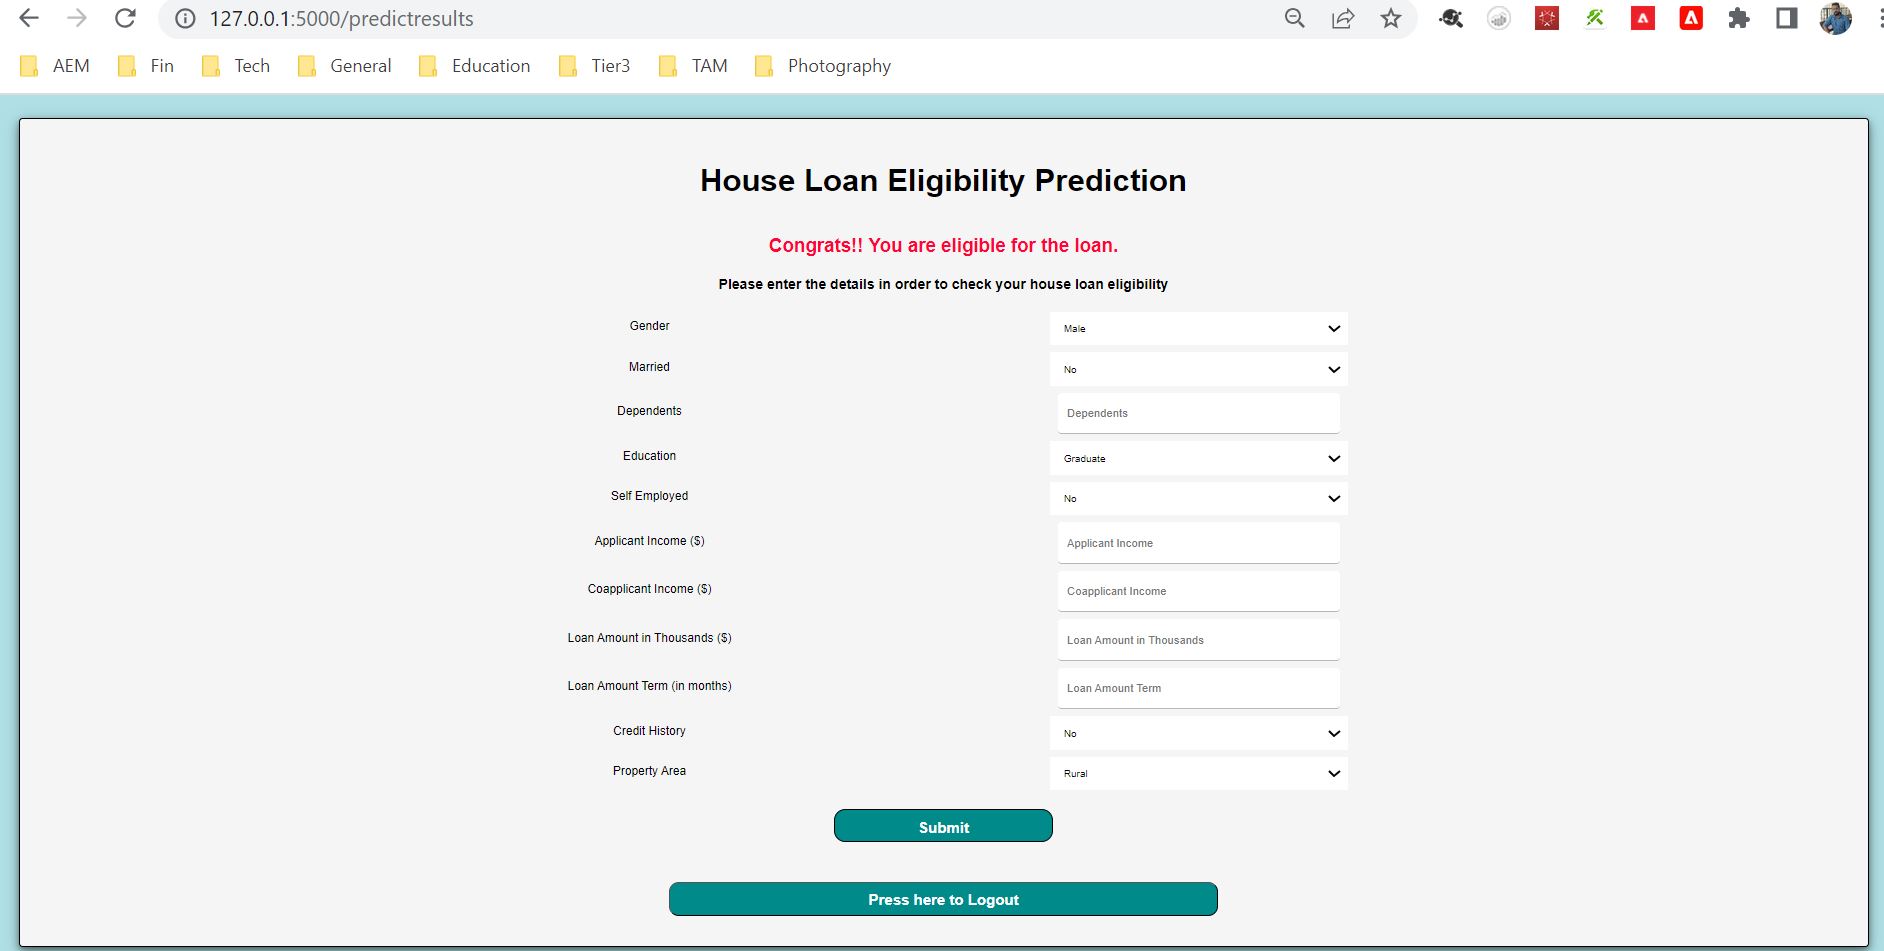 127.0.0.1:5000/predictresults
AEM Fin Tech General Education Tier3 TAM Photography
House Loan Eligibility Prediction
Congrats!! You are eligible for the loan.
Please enter the details in order to check your house loan eligibility
Gender Male
Married No
Dependents Dependents
Education Graduate
Self Employed No
Applicant Income ($) Applicant Income
Coapplicant Income ($) Coapplicant Income
Loan Amount in Thousands ($) Loan Amount in Thousands
Loan Amount Term (in months) Loan Amount Term
Credit History No
Property Area Rural
Submit
Press here to Logout